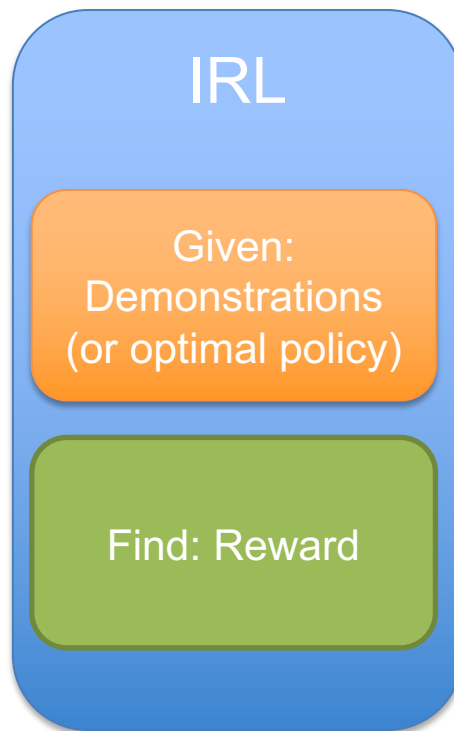 IRL
Given:
Demonstrations
(or optimal policy)
Find: Reward